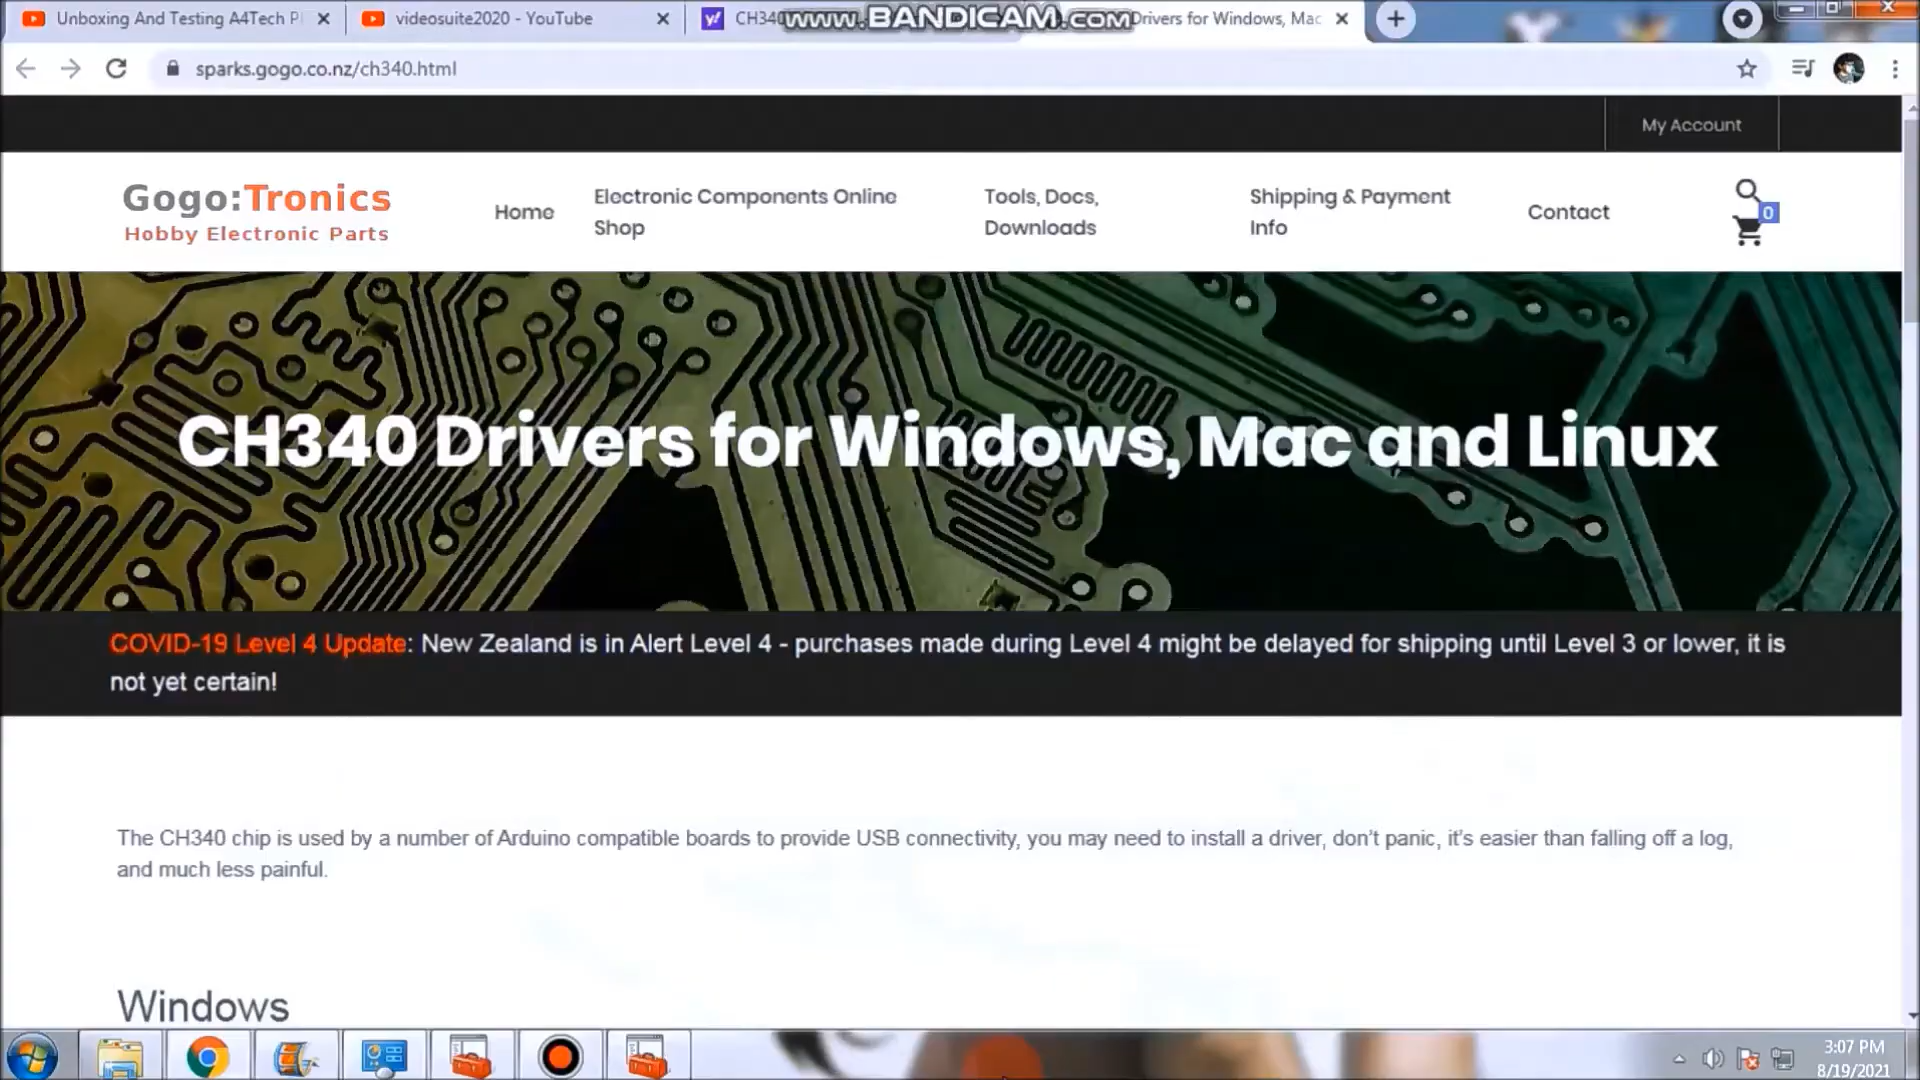 Unboxing And Testing A4Tech P
videosuite2020 - YouTube
CH340
www.BANDICAM.com
Drivers for Windows, Mac
sparks.gogo.co.nz/ch340.html
My Account
Gogo:Tronics
Hobby Electronic Parts
Home
Electronic Components Online
Shop
Tools, Docs,
Downloads
Shipping & Payment
Info
Contact
0
CH340 Drivers for Windows, Mac and Linux
COVID-19 Level 4 Update: New Zealand is in Alert Level 4 - purchases made during Level 4 might be delayed for shipping until Level 3 or lower, it is
not yet certain!
The CH340 chip is used by a number of Arduino compatible boards to provide USB connectivity, you may need to install a driver, don't panic, it's easier than falling off a log,
and much less painful.
Windows
3:07 PM
8/19/2021